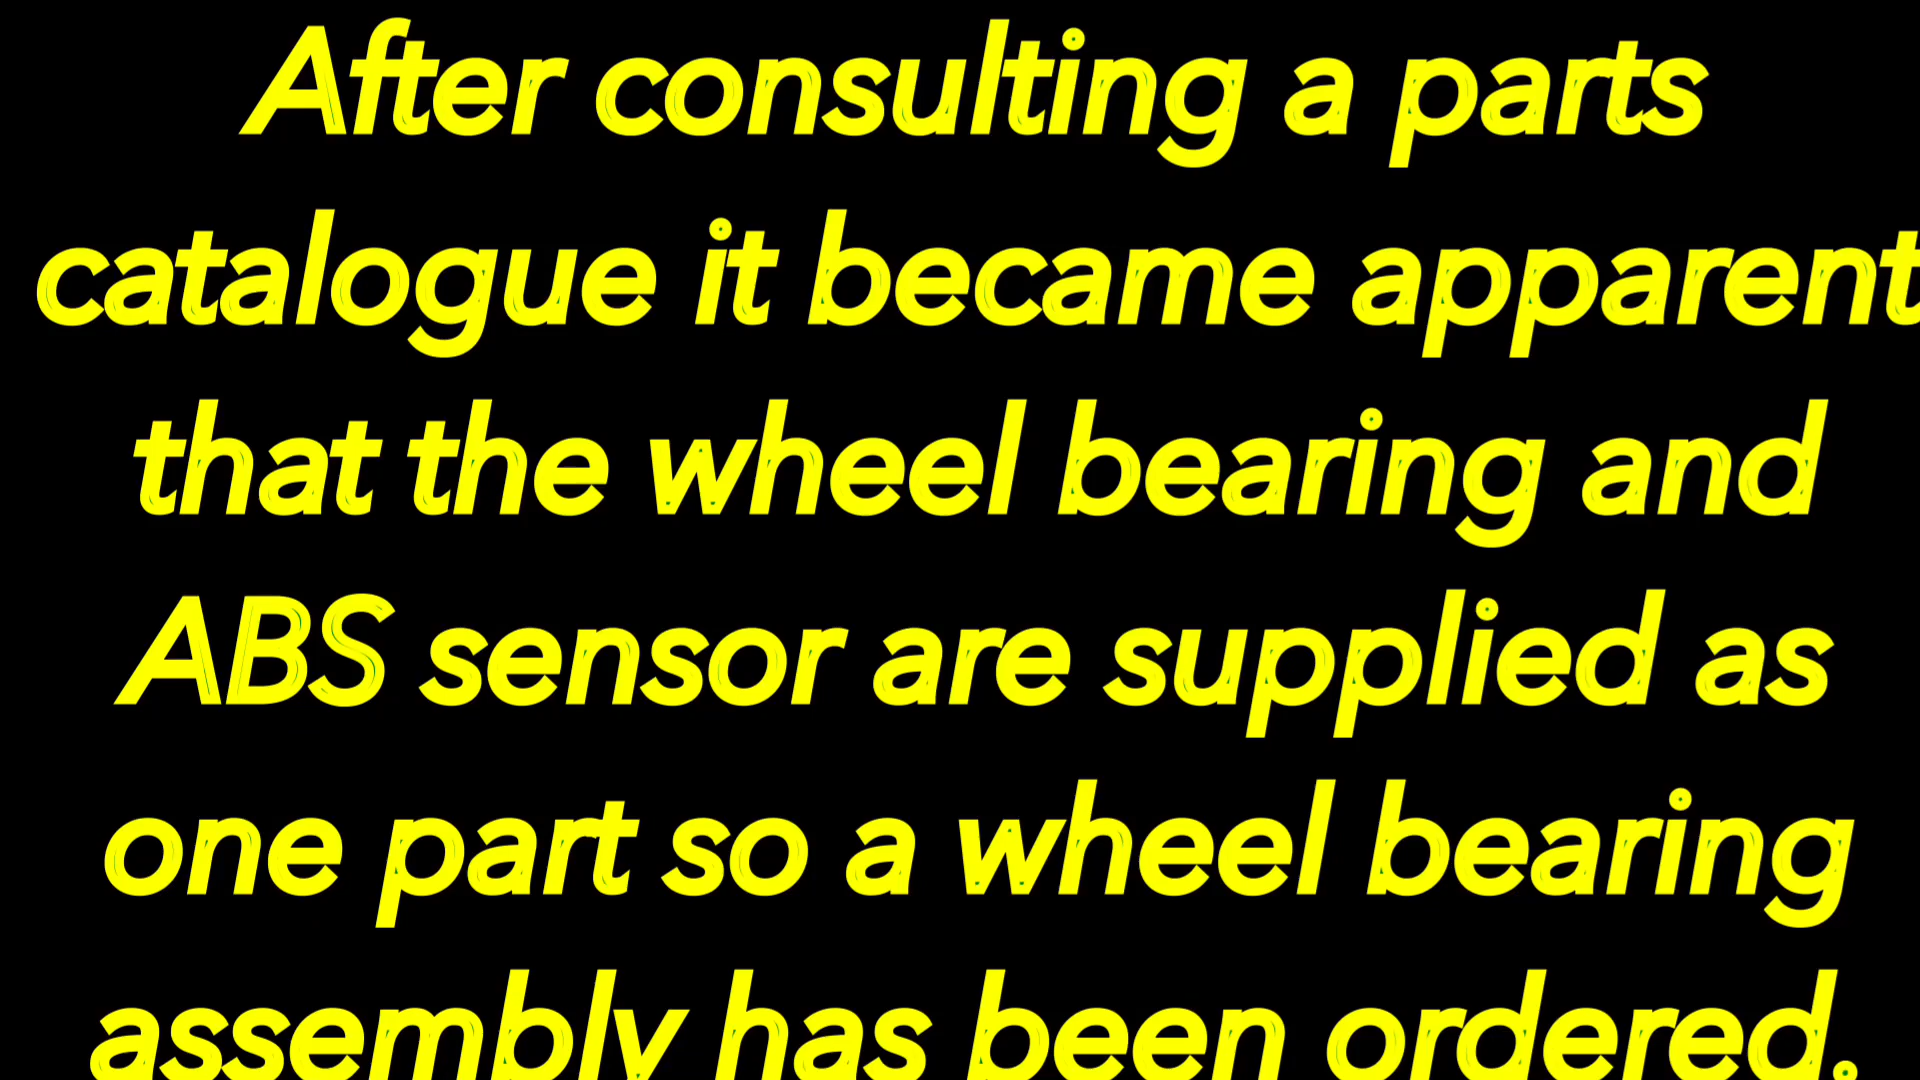 After consulting a parts
catalogue it became apparent
that the wheel bearing and
ABS sensor are supplied as
one part so a wheel bearing
assembly has been ordered.